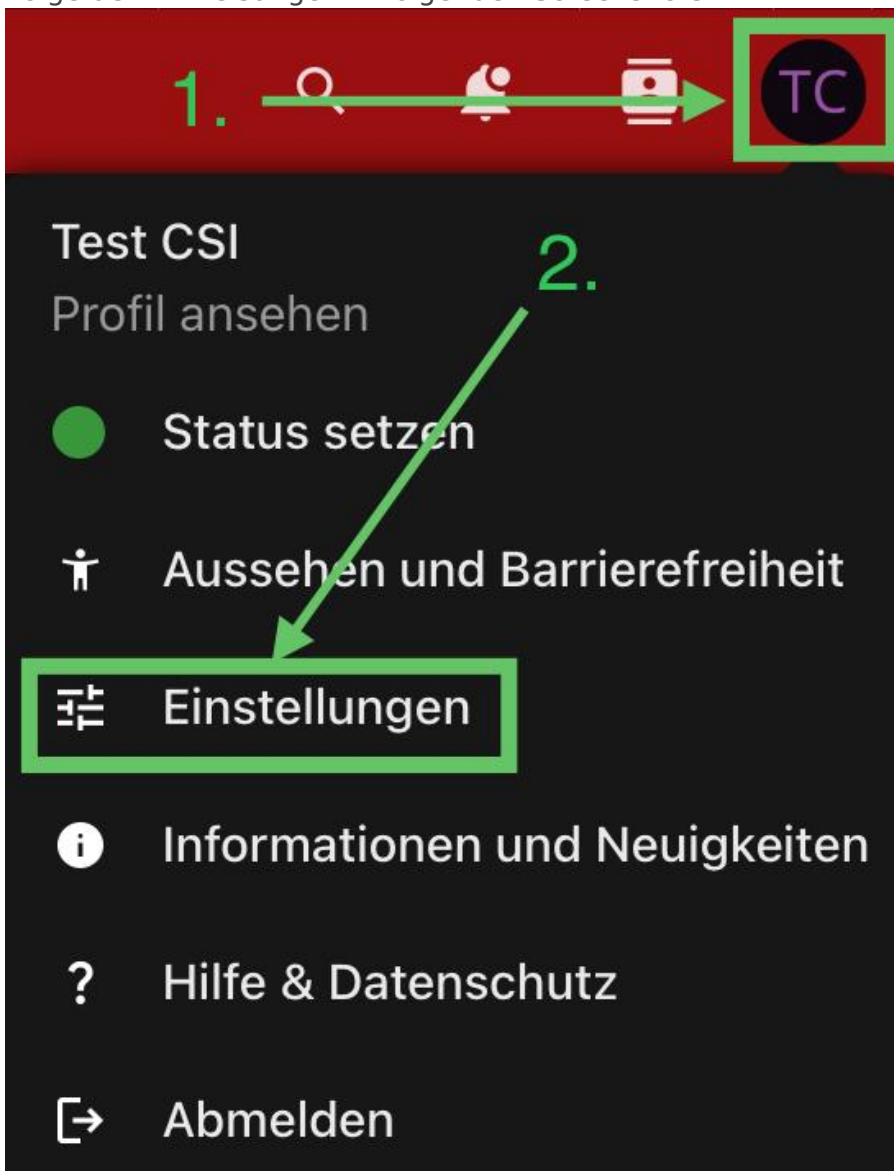 1.
TC
Test CSI
2.
Profil ansehen
Status setzen
Aussehen und Barrierefreiheit
Einstellungen
Informationen und Neuigkeiten
? Hilfe & Datenschutz
Abmelden